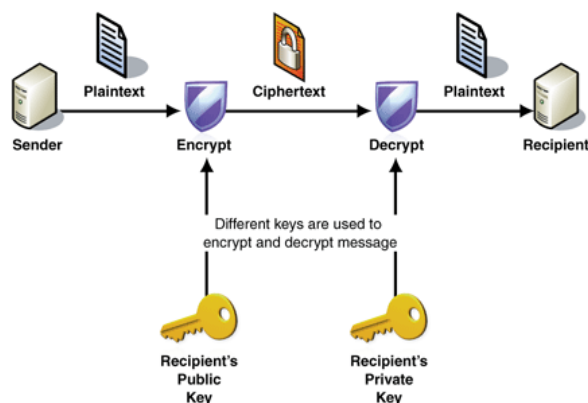 Plaintext
Ciphertext
Plaintext
Sender
Encrypt
Decrypt
Recipient
Different keys are used to
encrypt and decrypt message
Recipient's
Public
Key
Recipient's
Private
Key